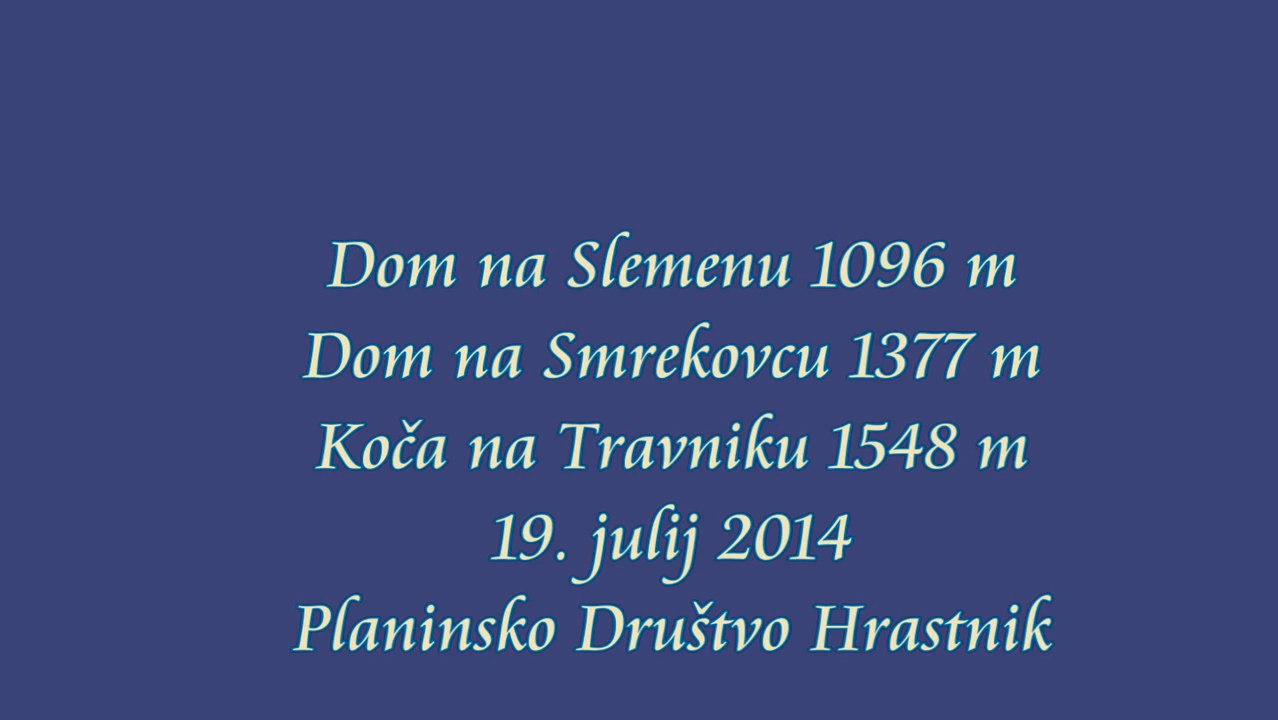 Dom na Slemenu 1096 m
Dom na Smrekovcu 1377 m
Koča na Travniku 1548 m
19. julij 2014
Planinsko Društvo Hrastnik